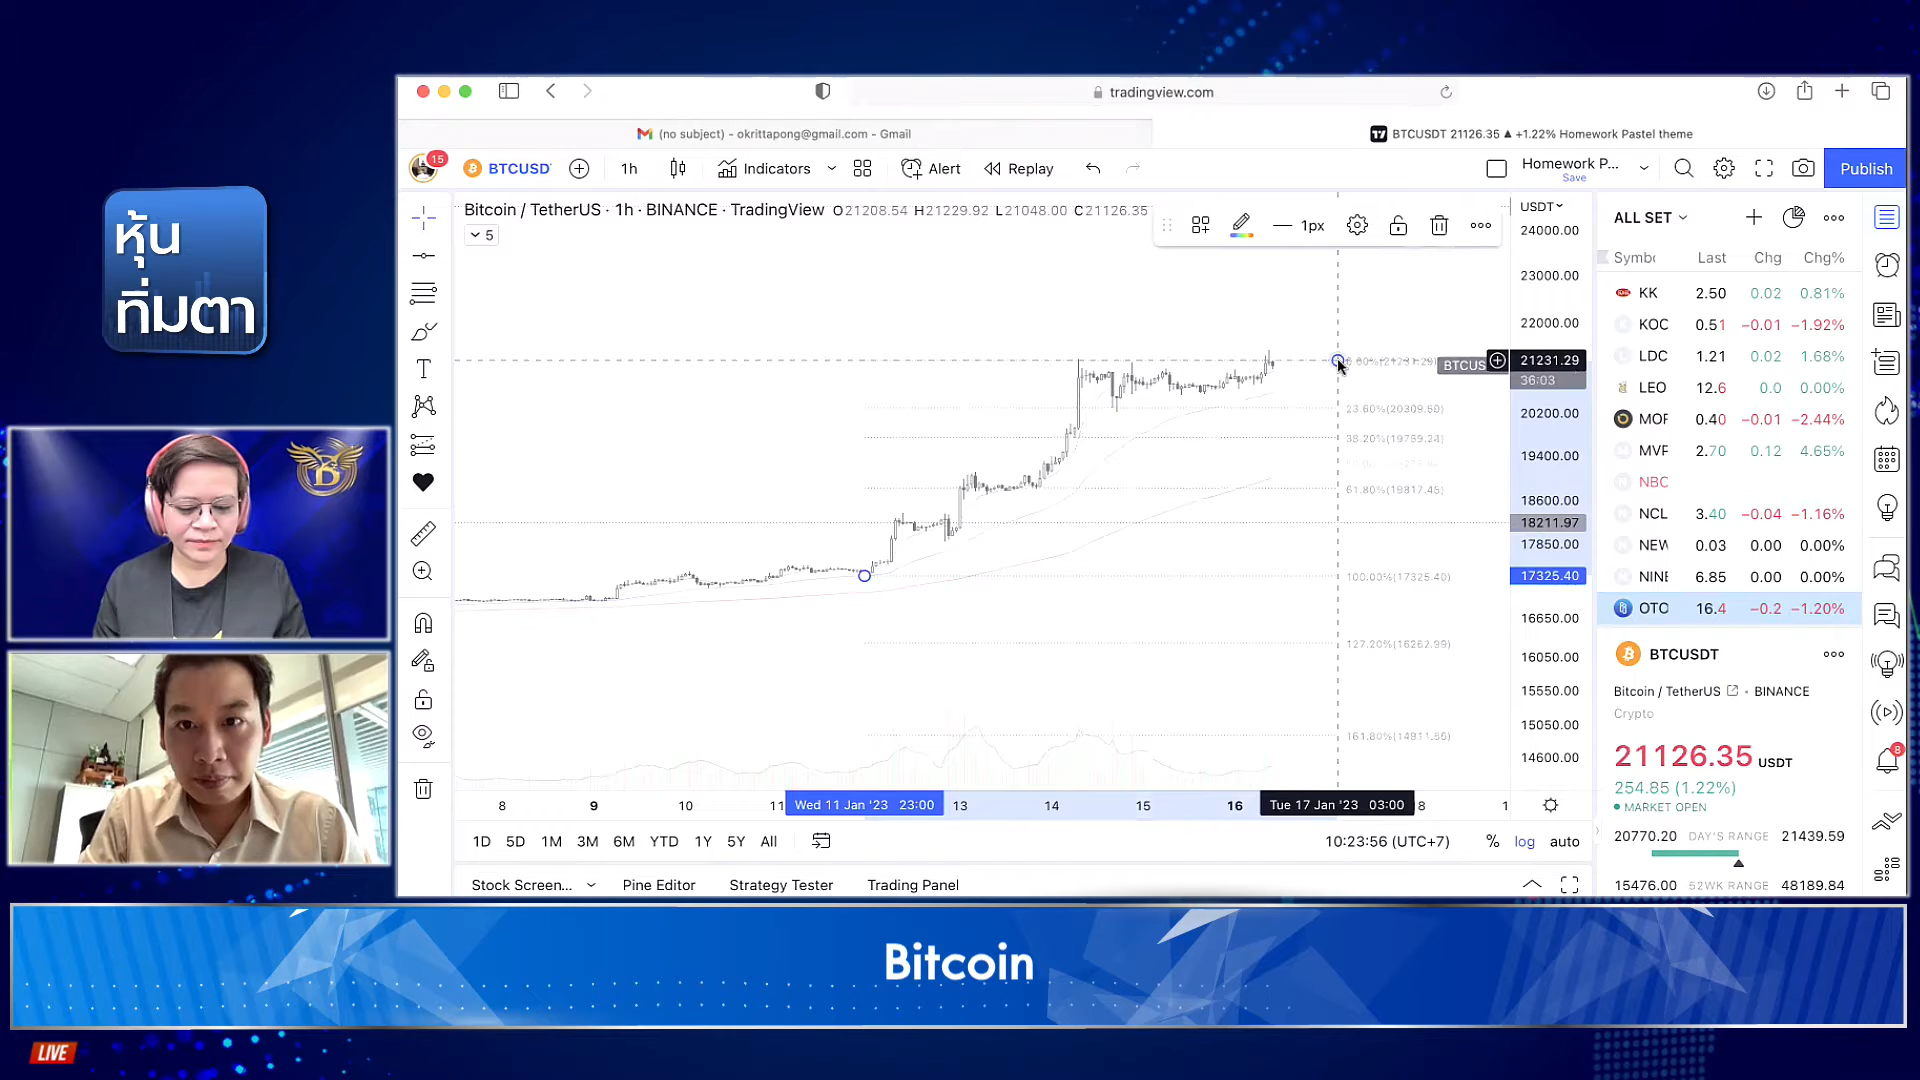 หุ้น
ทิ่มตา
tradingview.com
(no subject) - okrittapong@gmail.com - Gmail
BTCUSDT 21126.35 ▲ +1.22% Homework Pastel theme
15
BTCUSD
1h
Indicators
Alert
Replay
Homework P...
Save
Publish
Bitcoin / TetherUS · 1h · BINANCE · TradingView O21208.54 H21229.92 L21048.00 C21126.35
5
1px
USDT
24000.00
23000.00
22000.00
BTCUS
21231.29
36:03
20200.00
19400.00
18600.00
18211.97
17850.00
17325.40
16650.00
16050.00
15550.00
15050.00
14600.00
0.00%(21231.29)
23.60%(20309.50)
38.20%(19759.24)
61.80%(19817.45)
100.00%(17325.40)
127.20%(16262.99)
161.80%(14911.56)
8 9 10 11 Wed 11 Jan '23 23:00 13 14 15 16 Tue 17 Jan '23 03:00 8 1
1D 5D 1M 3M 6M YTD 1Y 5Y All
10:23:56 (UTC+7) % log auto
Stock Screen... Pine Editor Strategy Tester Trading Panel
ALL SET
Symbo Last Chg Chg%
KK 2.50 0.02 0.81%
KOC 0.51 −0.01 −1.92%
LDC 1.21 0.02 1.68%
LEO 12.6 0.0 0.00%
MOF 0.40 −0.01 −2.44%
MVF 2.70 0.12 4.65%
NBC
NCL 3.40 −0.04 −1.16%
NEW 0.03 0.00 0.00%
NINE 6.85 0.00 0.00%
OTO 16.4 −0.2 −1.20%
BTCUSDT
Bitcoin / TetherUS • BINANCE
Crypto
21126.35 USDT
254.85 (1.22%)
MARKET OPEN
20770.20 DAY'S RANGE 21439.59
15476.00 52WK RANGE 48189.84
8
Bitcoin
LIVE